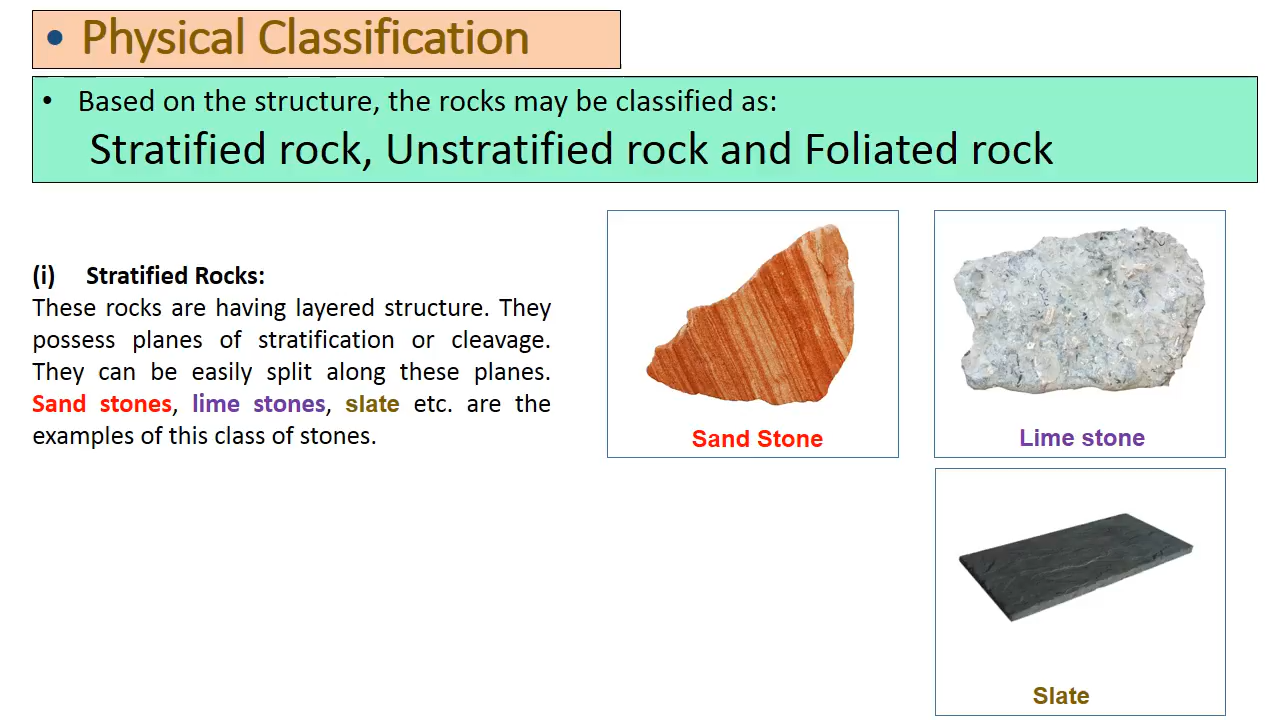 • Physical Classification
• Based on the structure, the rocks may be classified as:
Stratified rock, Unstratified rock and Foliated rock
(i) Stratified Rocks:
These rocks are having layered structure. They
possess planes of stratification or cleavage.
They can be easily split along these planes.
Sand stones, lime stones, slate etc. are the
examples of this class of stones.
Sand Stone
Lime stone
Slate